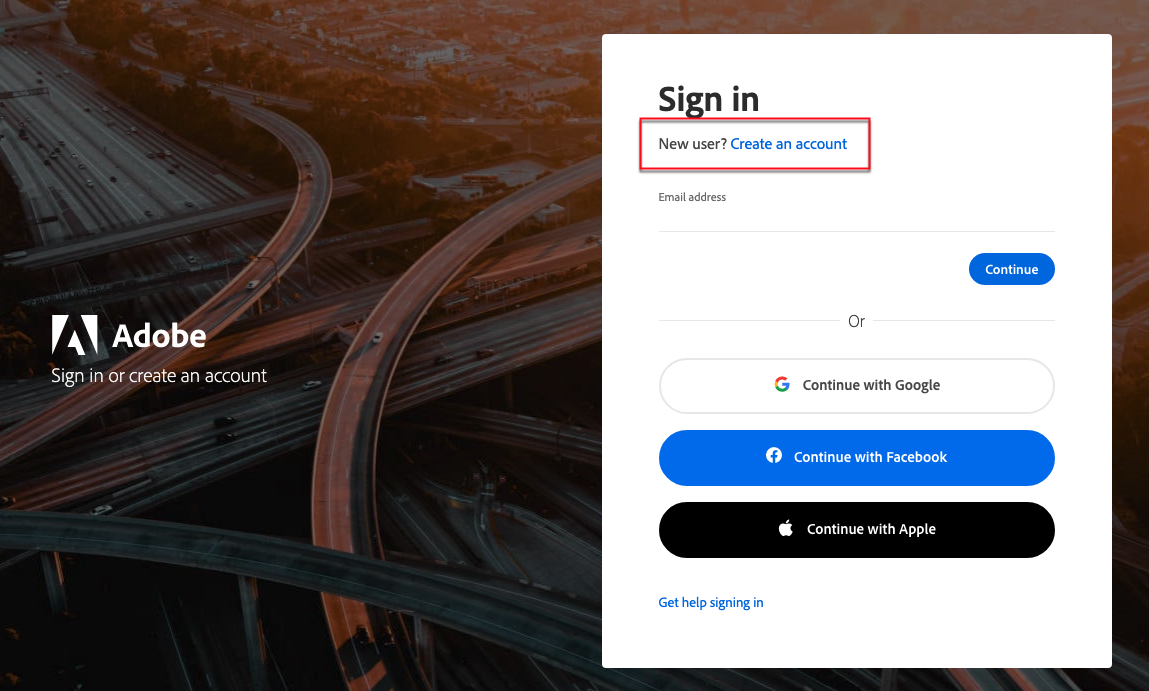 Sign in
New user? Create an account
Email address
Continue
Or
Continue with Google
Continue with Facebook
Continue with Apple
Get help signing in
Adobe
Sign in or create an account